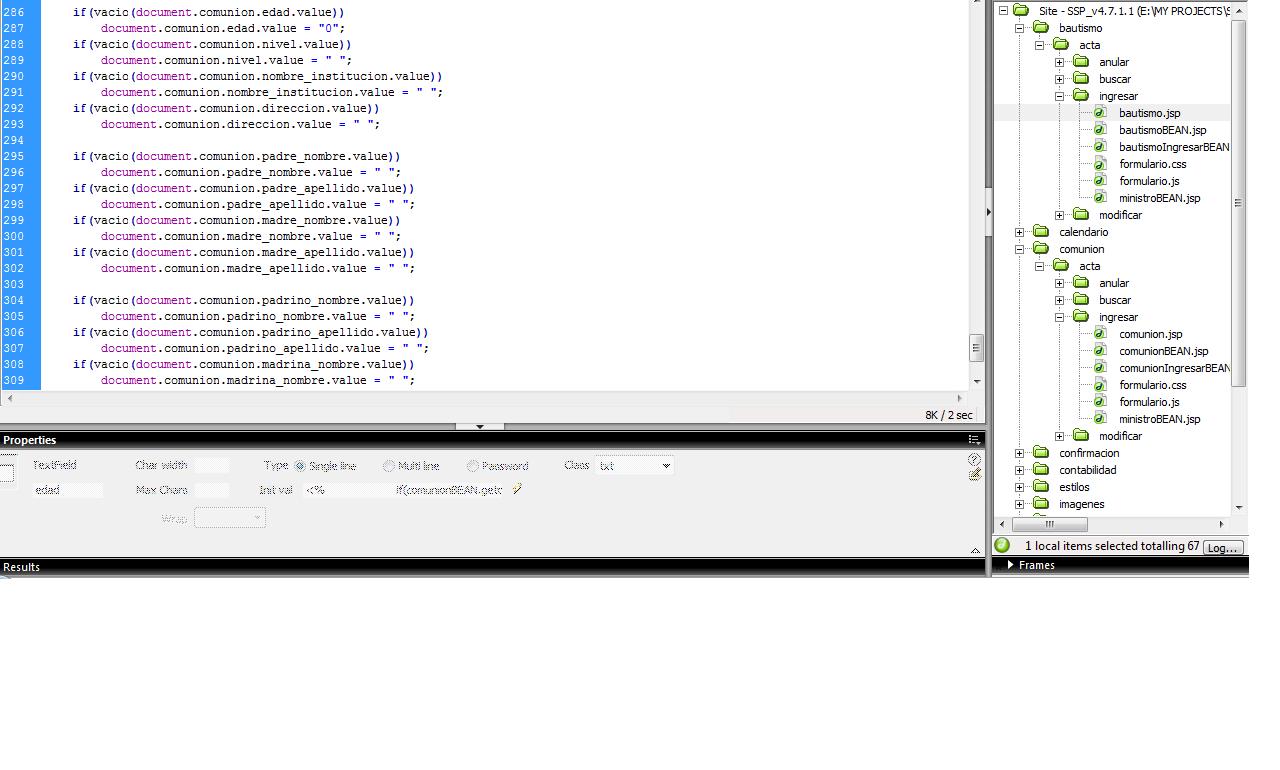 286 if(vacio(document.comunion.edad.value))
287 document.comunion.edad.value = "0";
288 if(vacio(document.comunion.nivel.value))
289 document.comunion.nivel.value = " ";
290 if(vacio(document.comunion.nombre_institucion.value))
291 document.comunion.nombre_institucion.value = " ";
292 if(vacio(document.comunion.direccion.value))
293 document.comunion.direccion.value = " ";
294
295 if(vacio(document.comunion.padre_nombre.value))
296 document.comunion.padre_nombre.value = " ";
297 if(vacio(document.comunion.padre_apellido.value))
298 document.comunion.padre_apellido.value = " ";
299 if(vacio(document.comunion.madre_nombre.value))
300 document.comunion.madre_nombre.value = " ";
301 if(vacio(document.comunion.madre_apellido.value))
302 document.comunion.madre_apellido.value = " ";
303
304 if(vacio(document.comunion.padrino_nombre.value))
305 document.comunion.padrino_nombre.value = " ";
306 if(vacio(document.comunion.padrino_apellido.value))
307 document.comunion.padrino_apellido.value = " ";
308 if(vacio(document.comunion.madrina_nombre.value))
309 document.comunion.madrina_nombre.value = " ";
8K / 2 sec
Properties
TextField Char width Type Single line Multi line Password Class txt
edad Max Chars Init val <% if(comunionBEAN.getc
Wrap
Results
Site - SSP_v4.7.1.1 (E:\MY PROJECTS\S
bautismo
acta
anular
buscar
ingresar
bautismo.jsp
bautismoBEAN.jsp
bautismoIngresarBEAN
formulario.css
formulario.js
ministroBEAN.jsp
modificar
calendario
comunion
acta
anular
buscar
ingresar
comunion.jsp
comunionBEAN.jsp
comunionIngresarBEAN
formulario.css
formulario.js
ministroBEAN.jsp
modificar
confirmacion
contabilidad
estilos
imagenes
1 local items selected totalling 67 Log...
Frames